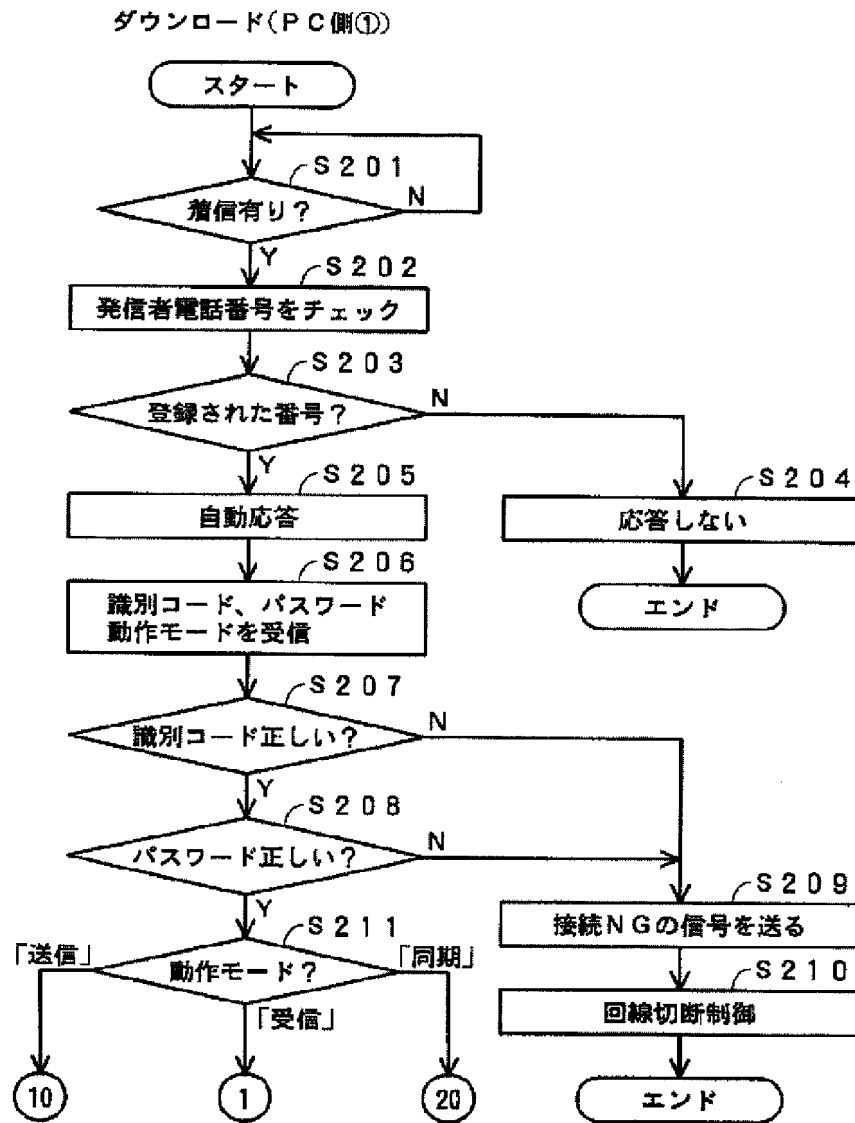 ダウンロード(PC側①)
スタート
S201
着信有り?
N
Y
S202
発信者電話番号をチェック
S203
登録された番号?
N
Y
S204
応答しない
エンド
S205
自動応答
S206
識別コード、パスワード
動作モードを受信
S207
識別コード正しい?
N
Y
S208
パスワード正しい?
N
Y
S209
接続NGの信号を送る
S210
回線切断制御
エンド
S211
動作モード?
「送信」
「受信」
「同期」
10
1
20